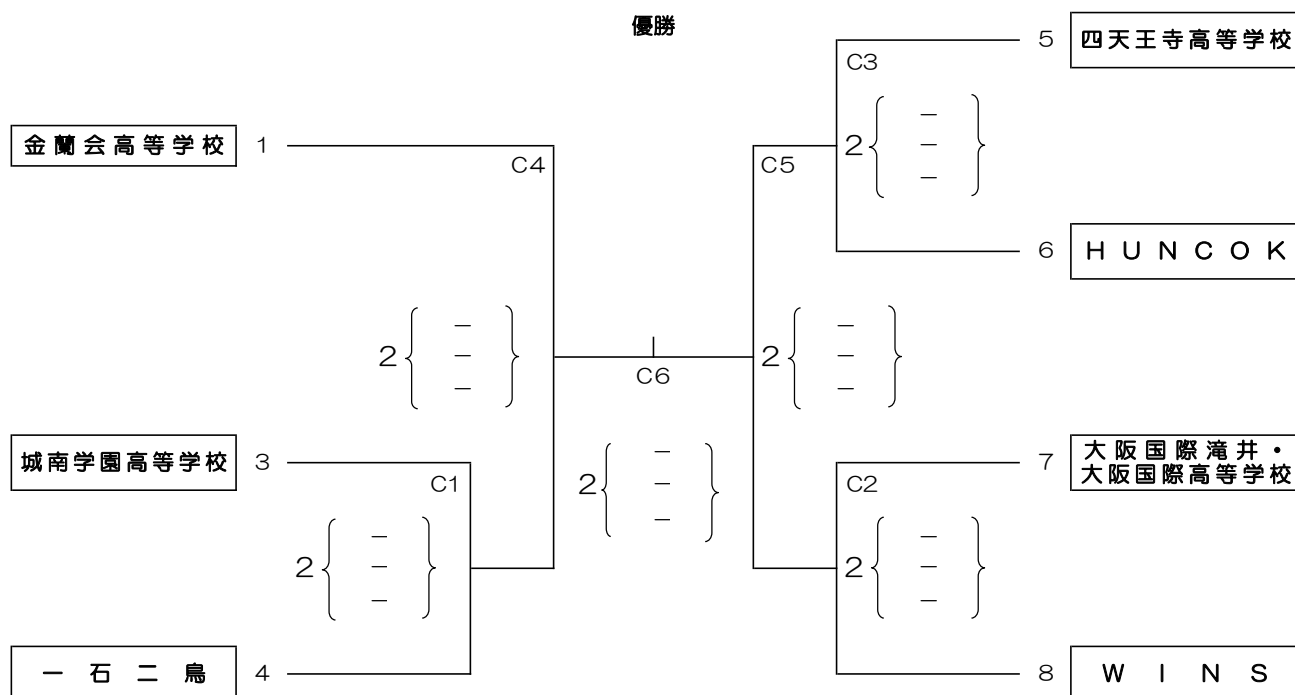 優勝
5 四天王寺高等学校
C3
金蘭会高等学校 1
2 { － － － }
C4
C5
6 ＨＵＮＣＯＫ
2 { － － － }
2 { － － － }
C6
城南学園高等学校 3
2 { － － － }
7 大阪国際滝井・
大阪国際高等学校
C1
C2
2 { － － － }
2 { － － － }
一石二鳥 4
8 ＷＩＮＳ